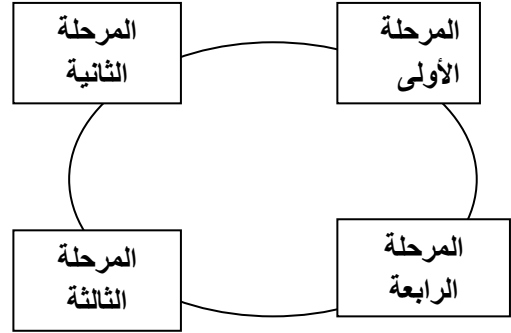 المرحلة
الأولى
المرحلة
الثانية
المرحلة
الثالثة
المرحلة
الرابعة